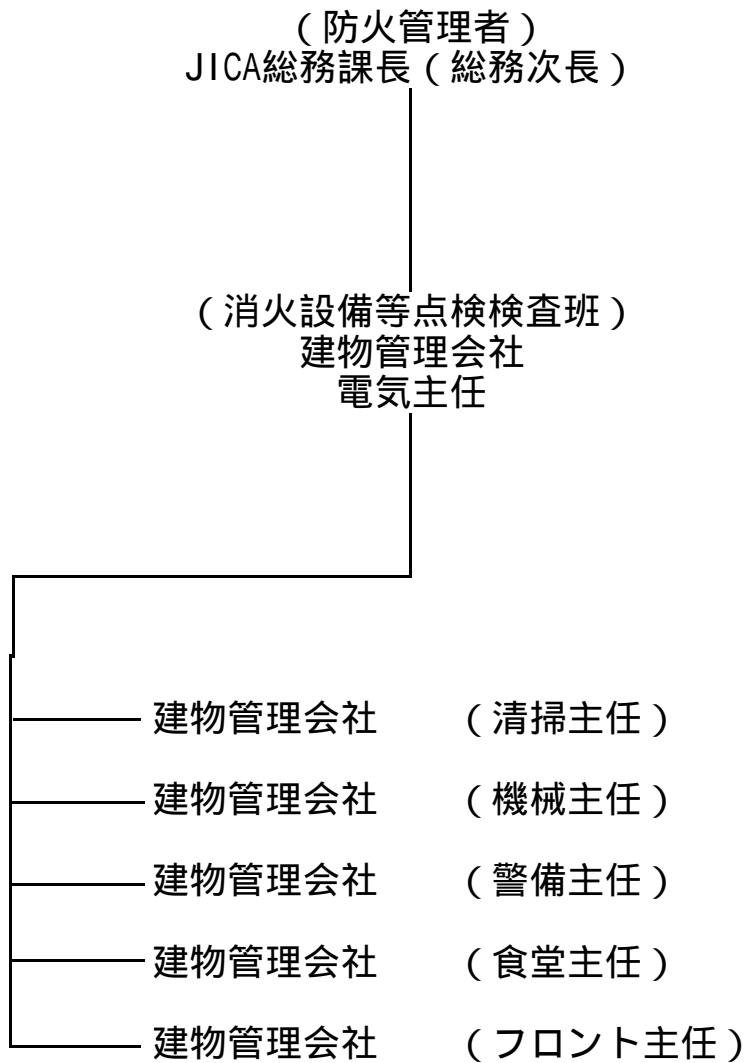 （防火管理者）
JICA総務課長（総務次長）
（消火設備等点検検査班）
建物管理会社
電気主任
建物管理会社　（清掃主任）
建物管理会社　（機械主任）
建物管理会社　（警備主任）
建物管理会社　（食堂主任）
建物管理会社　（フロント主任）